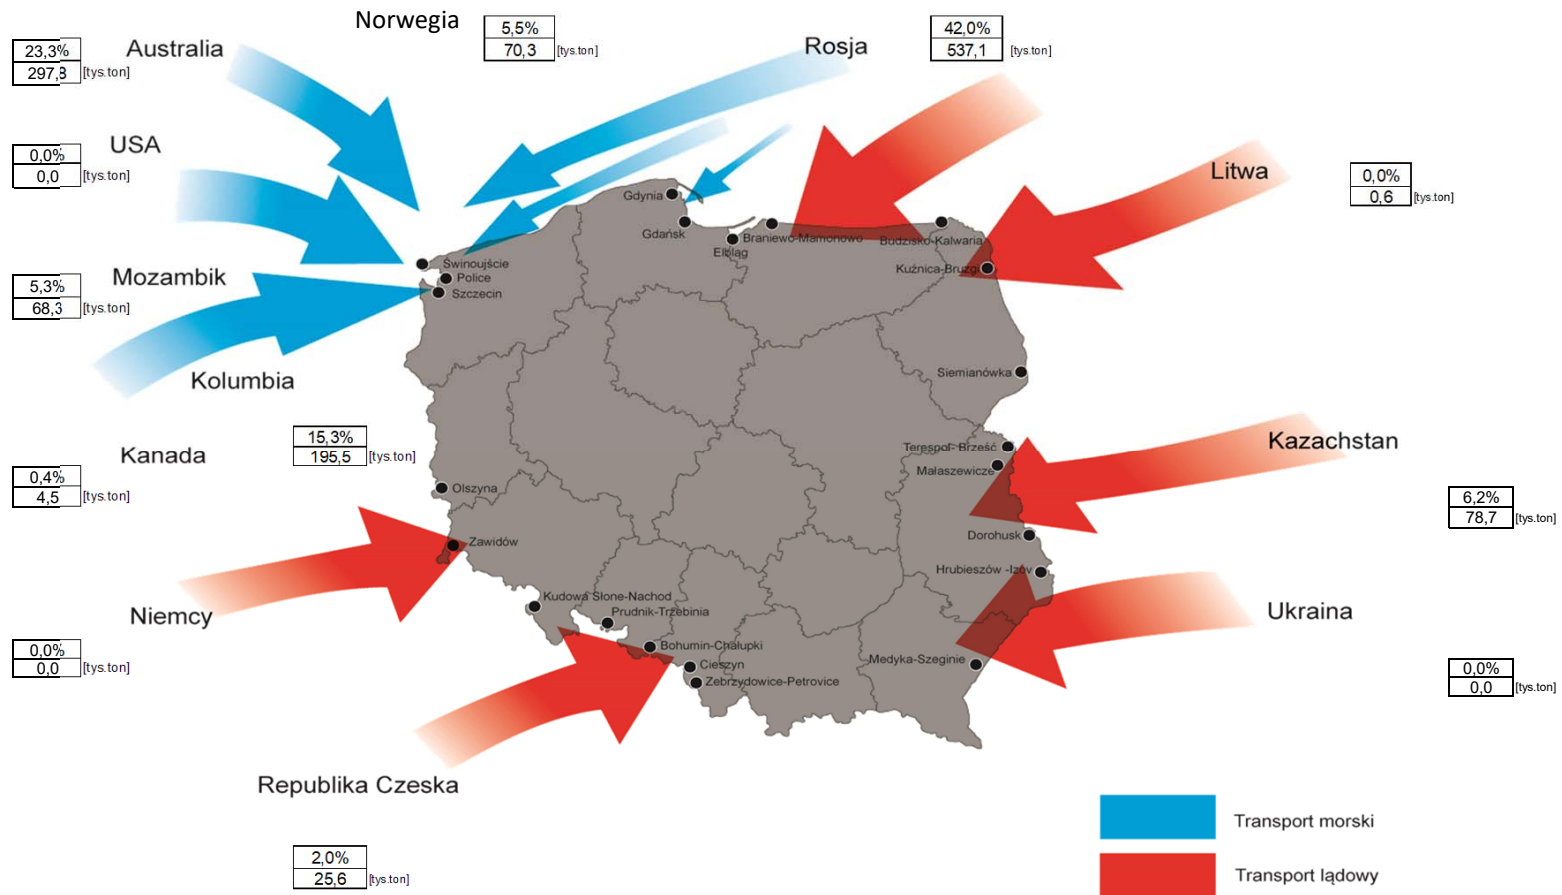 Norwegia
5,5%
70,3 [tys.ton]
Rosja
42,0%
537,1 [tys.ton]
Australia
23,3%
297,3 [tys.ton]
USA
0,0%
0,0 [tys.ton]
Litwa
0,0%
0,6 [tys.ton]
Mozambik
5,3%
68,3 [tys.ton]
Kolumbia
15,3%
195,5 [tys.ton]
Kanada
0,4%
4,5 [tys.ton]
Kazachstan
6,2%
78,7 [tys.ton]
Niemcy
0,0%
0,0 [tys.ton]
Ukraina
0,0%
0,0 [tys.ton]
Republika Czeska
2,0%
25,6 [tys.ton]
Gdynia
Gdańsk
Elbląg
Braniewo-Mamonowo
Budzisko-Kalwaria
Kuźnica-Bruzgi
Świnoujście
Police
Szczecin
Siemianówka
Terespol- Brześć
Małaszewicze
Olszyna
Zawidów
Dorohusk
Hrubieszów -Izów
Kudowa Słone-Nachod
Prudnik-Trzebinia
Bohumin-Chałupki
Cieszyn
Zebrzydowice-Petrovice
Medyka-Szeginie
Transport morski
Transport lądowy